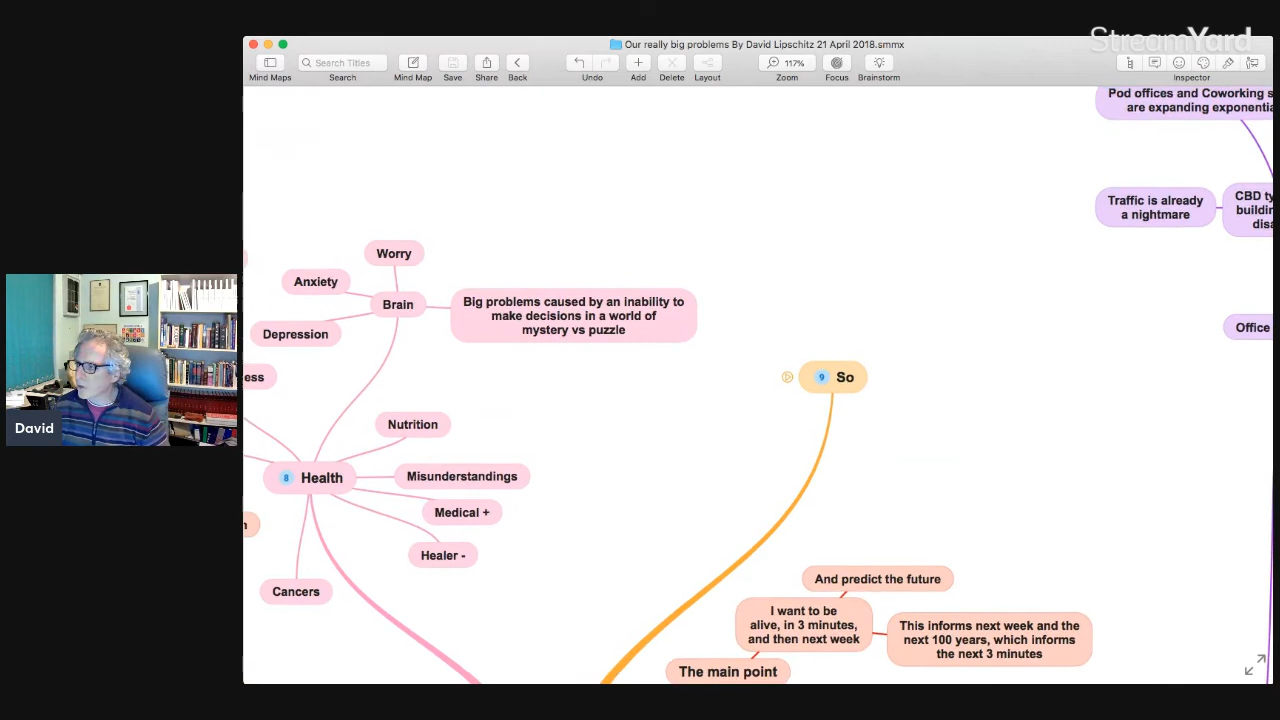 StreamYard
Our really big problems By David Lipschitz 21 April 2018.smmx
Search Titles
117%
Mind Maps
Search
Mind Map
Save
Share
Back
Undo
Add
Delete
Layout
Zoom
Focus
Brainstorm
Inspector
Pod offices and Coworking s
are expanding exponentia
Traffic is already
a nightmare
CBD ty
buildin
disa
Office
Worry
Anxiety
Brain
Depression
Big problems caused by an inability to
make decisions in a world of
mystery vs puzzle
ess
9 So
Nutrition
8 Health
Misunderstandings
Medical +
Healer -
n
Cancers
And predict the future
I want to be
alive, in 3 minutes,
and then next week
This informs next week and the
next 100 years, which informs
the next 3 minutes
The main point
David